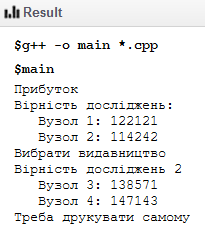 Result
$g++ -o main *.cpp
$main
Прибуток
Вірність досліджень:
Вузол 1: 122121
Вузол 2: 114242
Вибрати видавництво
Вірність досліджень 2
Вузол 3: 138571
Вузол 4: 147143
Треба друкувати самому